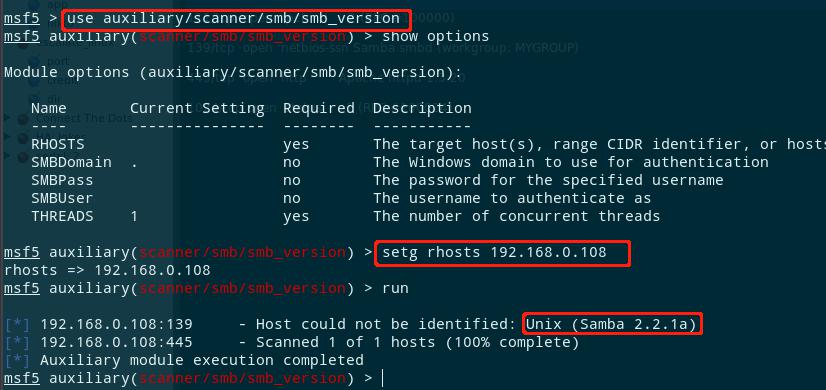 msf5 > use auxiliary/scanner/smb/smb_version
msf5 auxiliary(scanner/smb/smb_version) > show options
139/tcp open netbios-ssn Samba smbd (workgroup: MYGROUP)
Module options (auxiliary/scanner/smb/smb_version):
Name Current Setting Required Description
---- --------------- -------- -----------
Connect The Dots
RHOSTS yes The target host(s), range CIDR identifier, or hosts
SMBDomain . no The Windows domain to use for authentication
SMBPass no The password for the specified username
SMBUser no The username to authenticate as
THREADS 1 yes The number of concurrent threads
msf5 auxiliary(scanner/smb/smb_version) > setg rhosts 192.168.0.108
rhosts => 192.168.0.108
msf5 auxiliary(scanner/smb/smb_version) > run
[*] 192.168.0.108:139 - Host could not be identified: Unix (Samba 2.2.1a)
[*] 192.168.0.108:445 - Scanned 1 of 1 hosts (100% complete)
[*] Auxiliary module execution completed
msf5 auxiliary(scanner/smb/smb_version) >